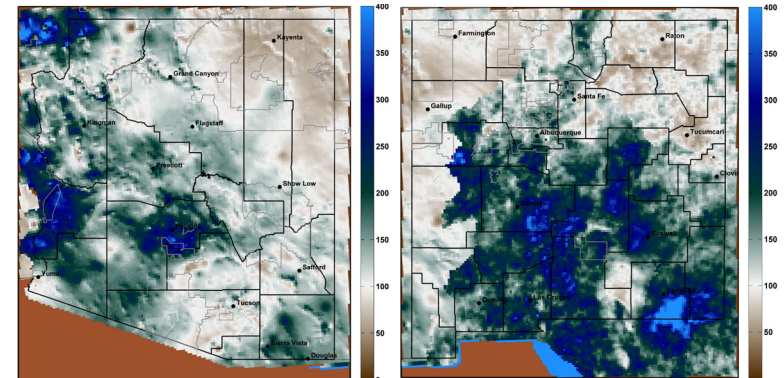 Kayenta
Grand Canyon
Kingman
Flagstaff
Prescott
Show Low
Phoenix
Safford
Yuma
Tucson
Sierra Vista
Douglas
400
350
300
250
200
150
100
50
Farmington
Raton
Santa Fe
Gallup
Albuquerque
Tucumcari
Clovis
Roswell
Deming
Las Cruces
Carlsbad
400
350
300
250
200
150
100
50